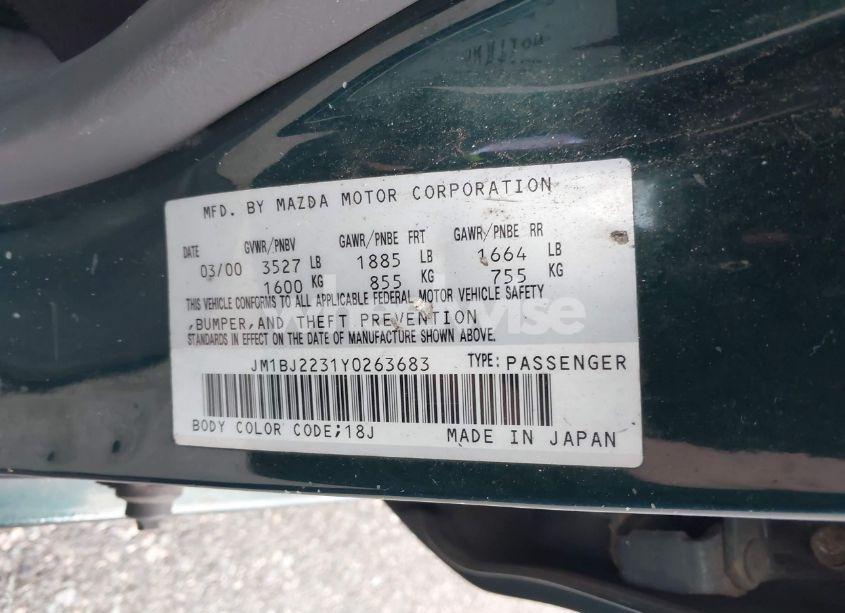 MFD. BY MAZDA MOTOR CORPORATION
DATE GVWR/PNBV GAWR/PNBE FRT GAWR/PNBE RR
03/00 3527 LB 1885 LB 1664 LB
1600 KG 855 KG 755 KG
THIS VEHICLE CONFORMS TO ALL APPLICABLE FEDERAL MOTOR VEHICLE SAFETY
,BUMPER,AND THEFT PREVENTION
STANDARDS IN EFFECT ON THE DATE OF MANUFACTURE SHOWN ABOVE.
JM1BJ2231Y0263683 TYPE: PASSENGER
BODY COLOR CODE;18J MADE IN JAPAN